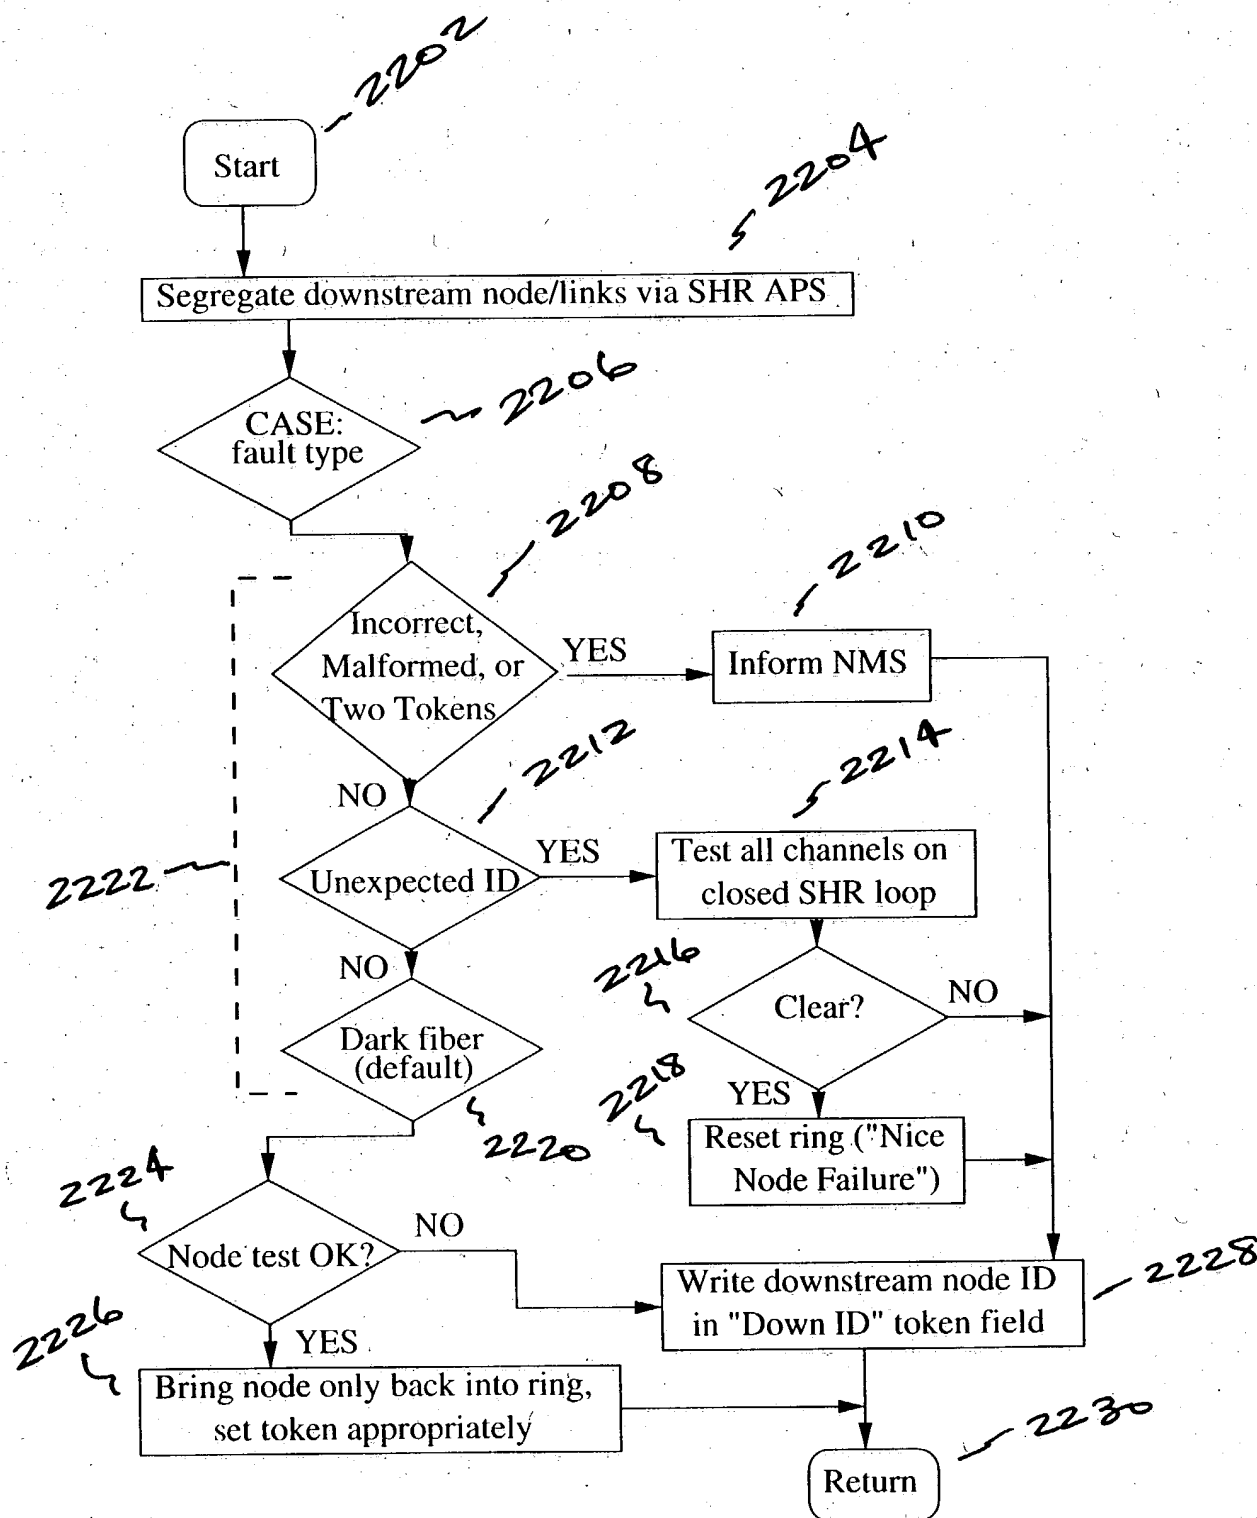 2202
Start
2204
Segregate downstream node/links via SHR APS
2206
CASE:
fault type
2208
2210
Incorrect,
Malformed, or
Two Tokens
YES
Inform NMS
2212
2214
NO
Unexpected ID
YES
Test all channels on
closed SHR loop
2222
2216
NO
Clear?
NO
Dark fiber
(default)
2218
YES
Reset ring ("Nice
Node Failure")
2220
2224
Node test OK?
NO
Write downstream node ID
in "Down ID" token field
2228
2226
YES
Bring node only back into ring,
set token appropriately
2230
Return